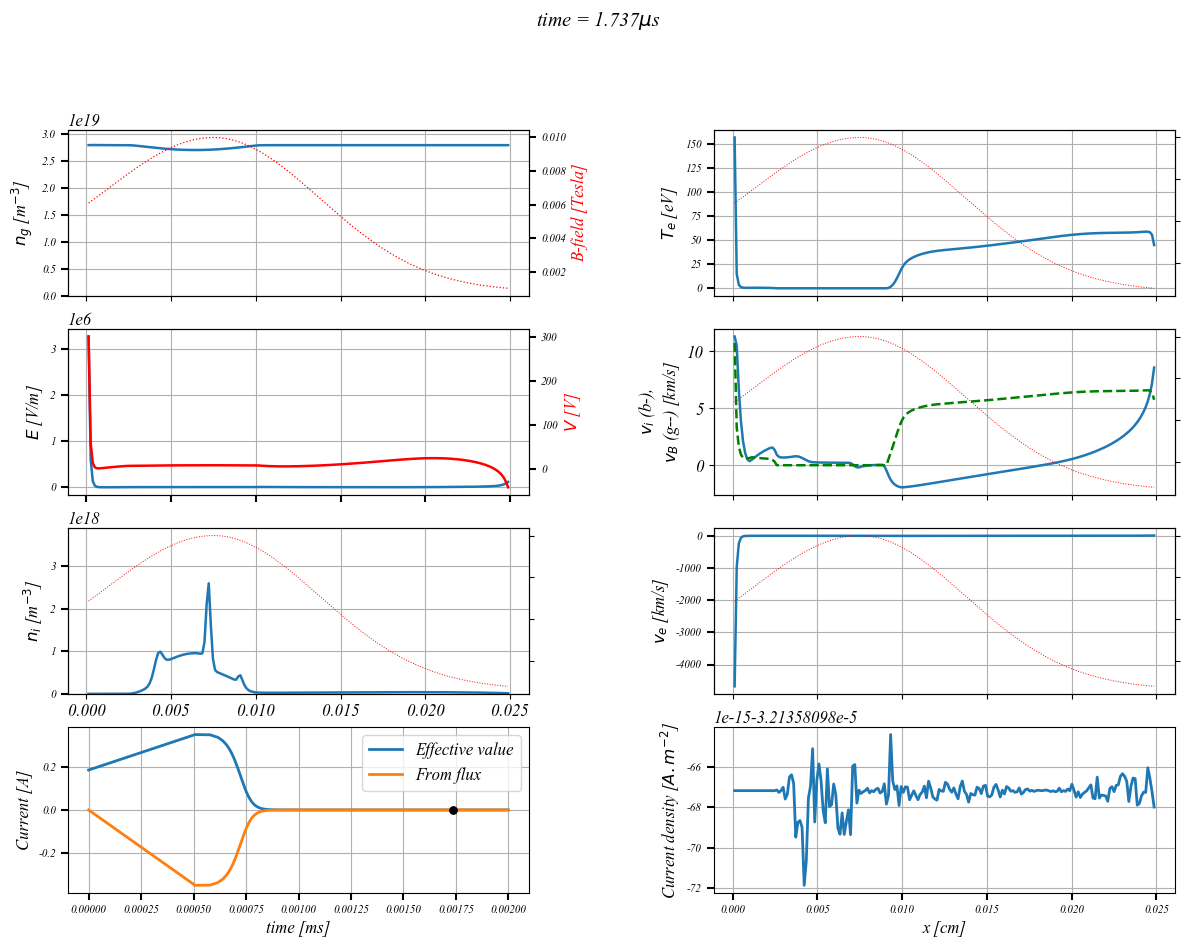 time = 1.737μs
1e19
3.0
2.5
2.0
1.5
1.0
0.5
0.0
n_g [m^{-3}]
0.010
0.008
0.006
0.004
0.002
B-field [Tesla]
150
125
100
75
50
25
0
T_e [eV]
1e6
3
2
1
0
E [V/m]
300
200
100
0
V [V]
10
5
0
v_i (b-),
v_B (g--) [km/s]
1e18
3
2
1
0
n_i [m^{-3}]
0.000 0.005 0.010 0.015 0.020 0.025
0
-1000
-2000
-3000
-4000
v_e [km/s]
0.2
0.0
-0.2
Current [A]
Effective value
From flux
0.00000 0.00025 0.00050 0.00075 0.00100 0.00125 0.00150 0.00175 0.00200
time [ms]
1e-15-3.21358098e-5
-66
-68
-70
-72
Current density [A.m^{-2}]
0.000 0.005 0.010 0.015 0.020 0.025
x [cm]